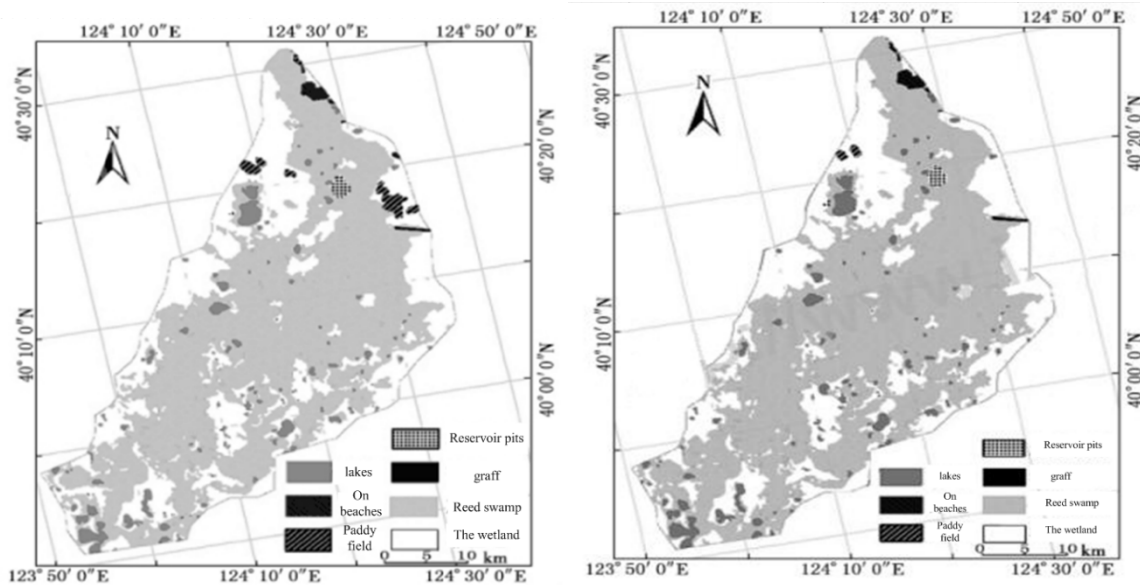 124° 10′ 0″E 124° 30′ 0″E 124° 50′ 0″E
40° 30′ 0″N
40° 20′ 0″N
N
40° 10′ 0″N
40° 00′ 0″N
Reservoir pits
lakes graff
On
beaches Reed swamp
Paddy
field The wetland
0 5 10 km
123° 50′ 0″E 124° 10′ 0″E 124° 30′ 0″E
124° 10′ 0″E 124° 30′ 0″E 124° 50′ 0″E
40° 30′ 0″N
40° 20′ 0″N
N
40° 10′ 0″N
40° 00′ 0″N
Reservoir pits
lakes graff
On
beaches Reed swamp
Paddy
field The wetland
0 5 10 km
123° 50′ 0″E 124° 10′ 0″E 124° 30′ 0″E